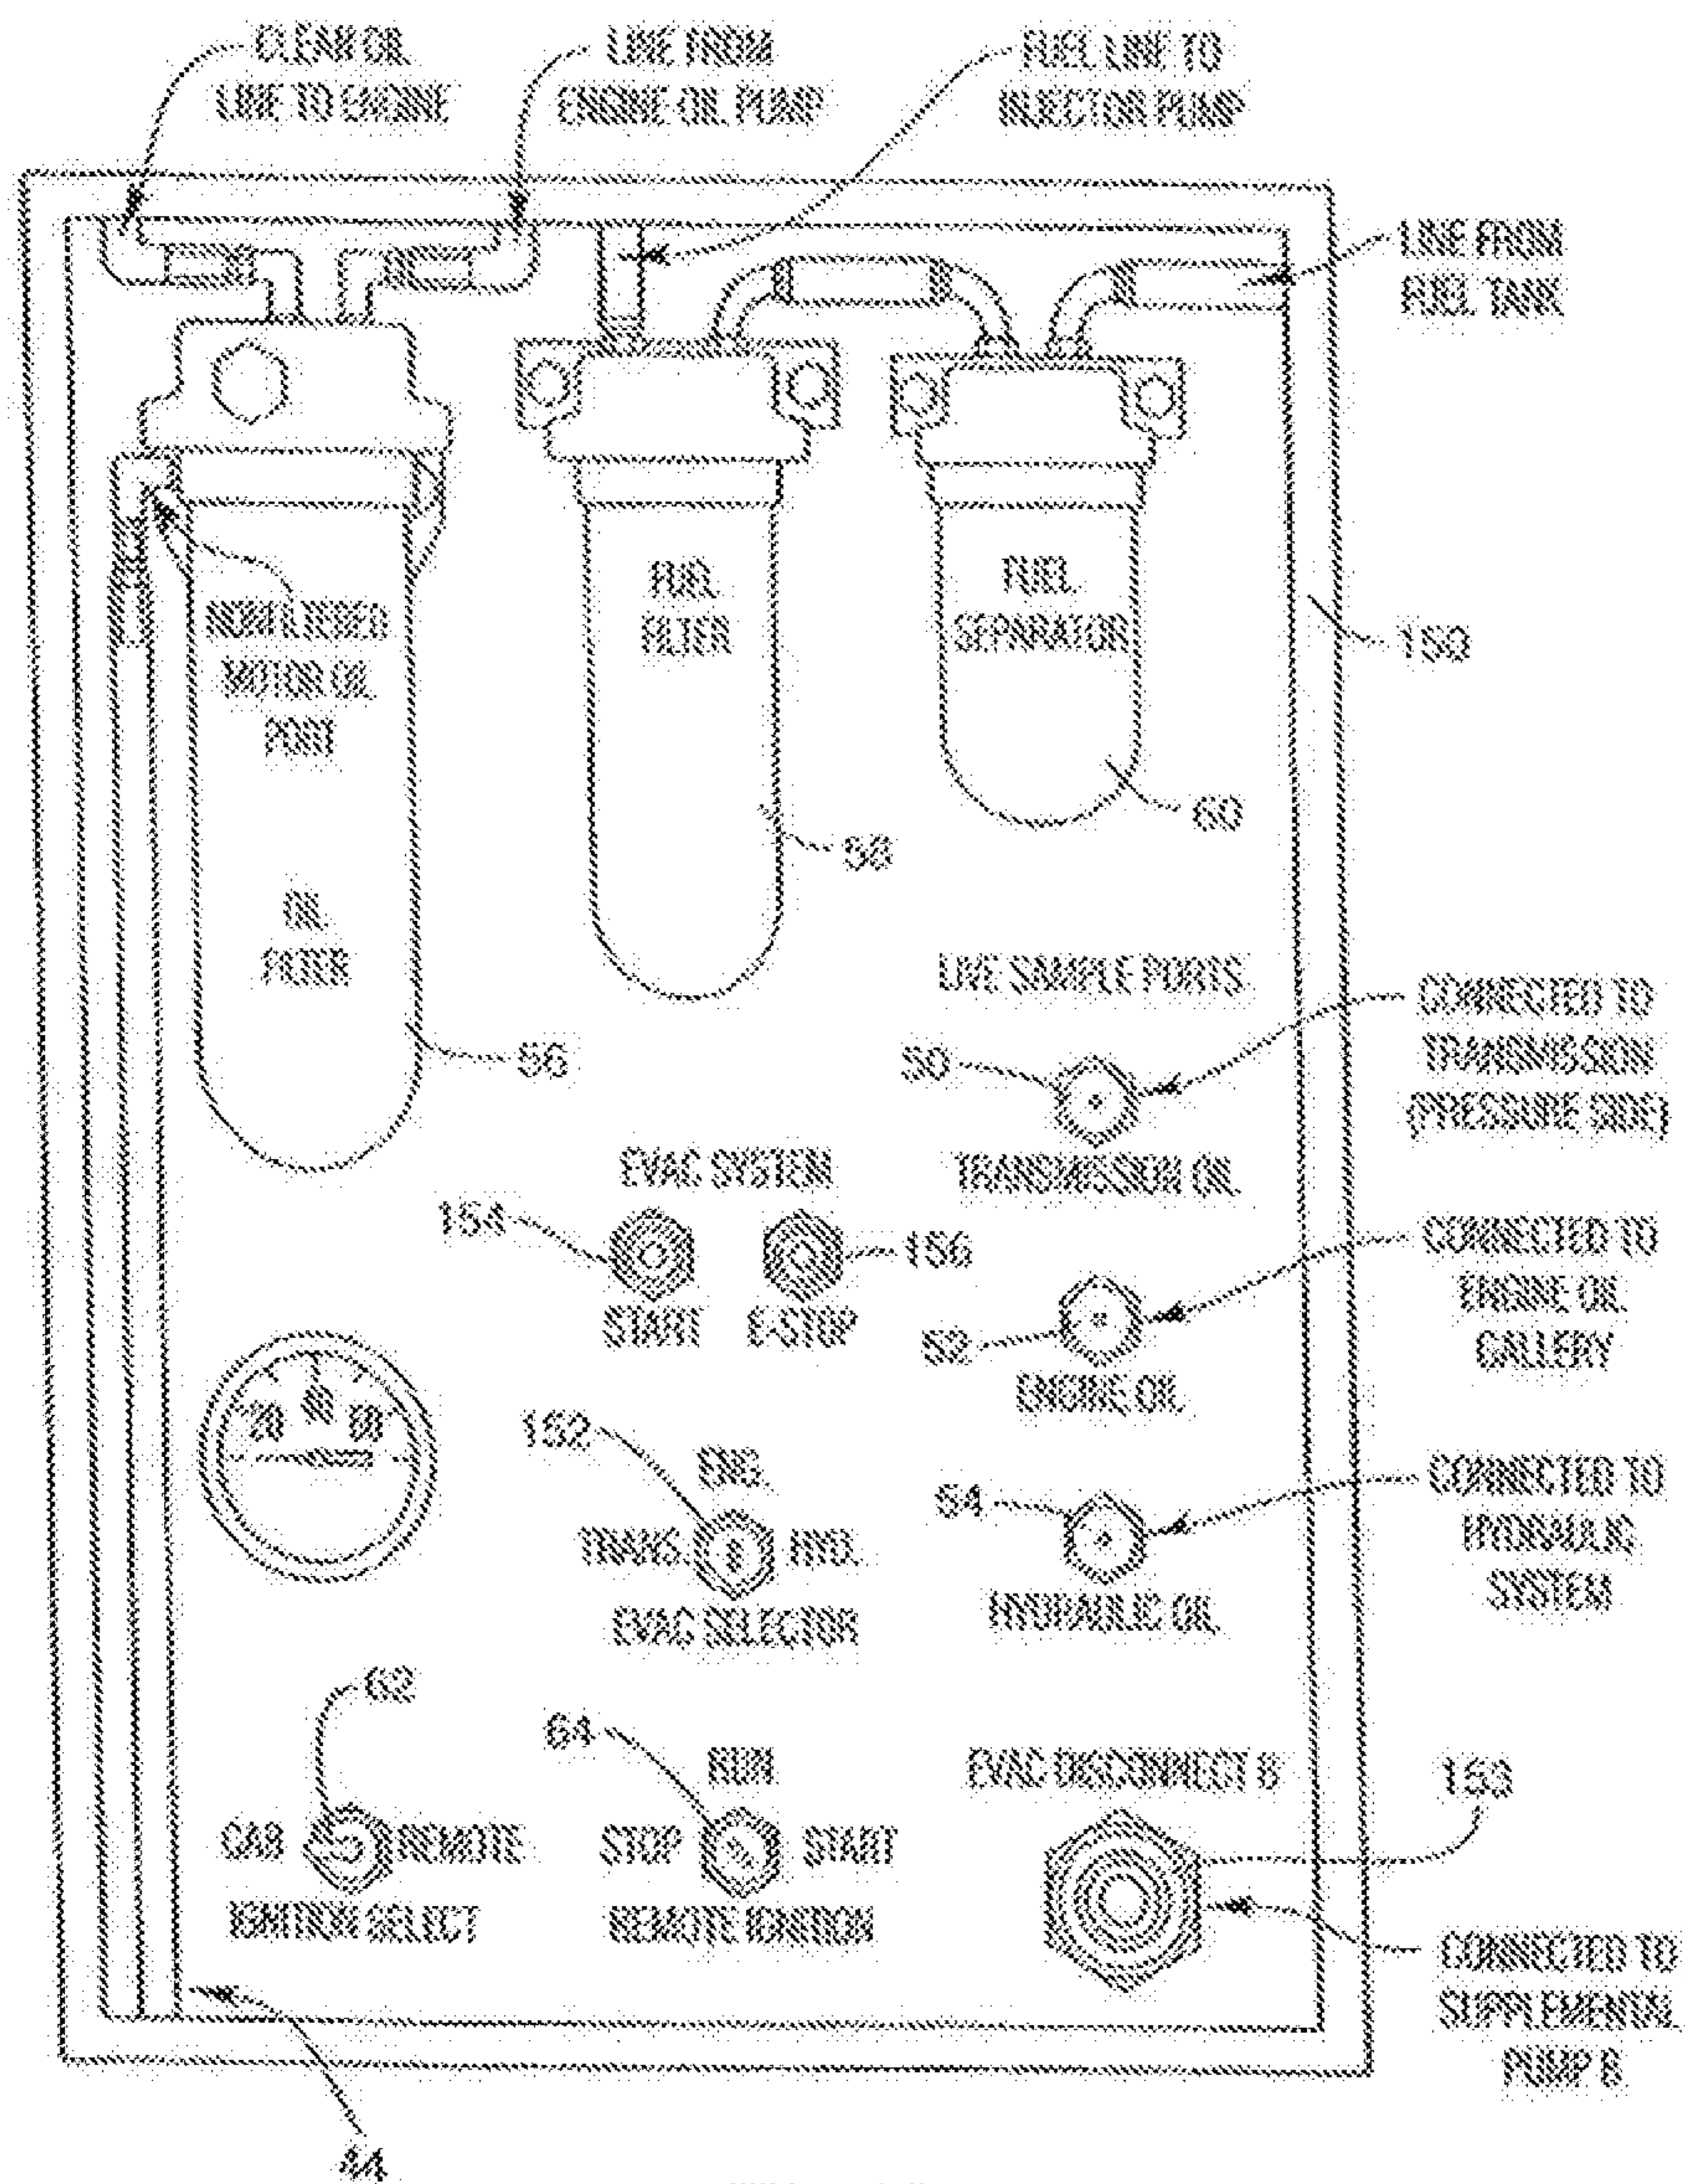 CLEAN OIL
LINE TO ENGINE
LINE FROM
ENGINE OIL PUMP
FUEL LINE TO
INJECTOR PUMP
LINE FROM
FUEL TANK
NONFILTERED
MOTOR OIL
PORT
FUEL
FILTER
FUEL
SEPARATOR
150
60
58
OIL
FILTER
56
LIVE SAMPLE PORTS
50
CONNECTED TO
TRANSMISSION
(PRESSURE SIDE)
TRANSMISSION OIL
EVAC SYSTEM
154
156
START
E-STOP
52
CONNECTED TO
ENGINE OIL
GALLERY
ENGINE OIL
20
60
152
ENG.
TRANS.
HYD.
EVAC SELECTOR
54
CONNECTED TO
HYDRAULIC
SYSTEM
HYDRAULIC OIL
62
CAB
REMOTE
IGNITION SELECT
64
RUN
STOP
START
REMOTE IGNITION
EVAC DISCONNECT B
153
CONNECTED TO
SUPPLEMENTAL
PUMP B
44